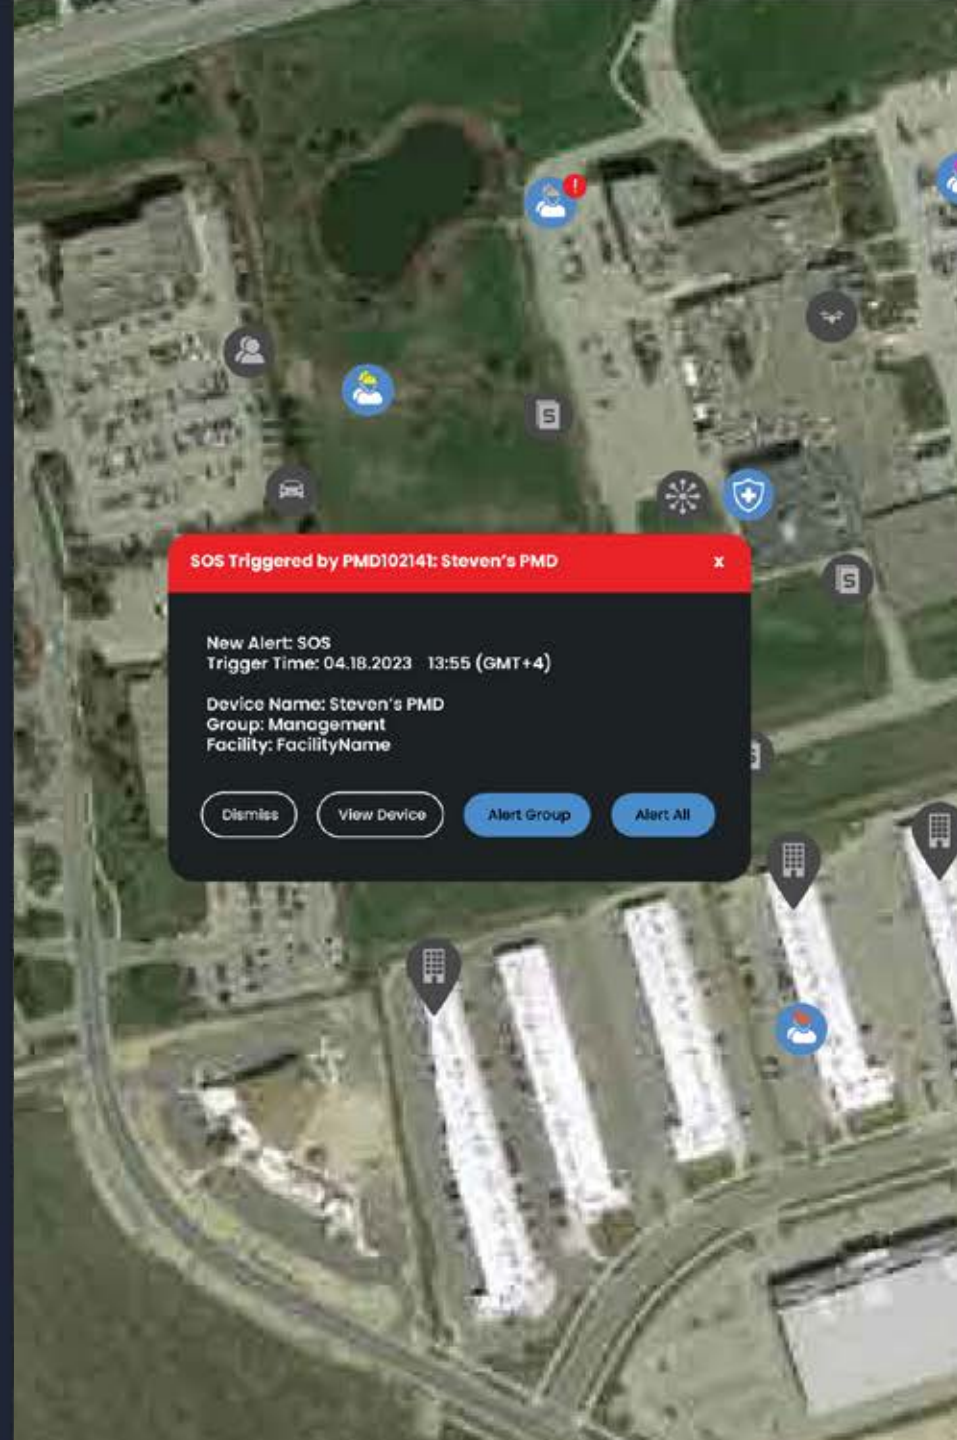 !
S
SOS Triggered by PMD102141: Steven's PMD x
S
New Alert: SOS
Trigger Time: 04.18.2023 13:55 (GMT+4)
Device Name: Steven's PMD
Group: Management
Facility: FacilityName
S
Dismiss View Device Alert Group Alert All